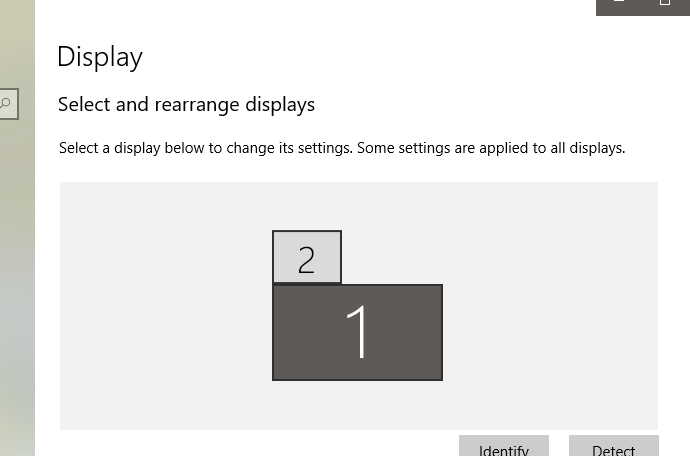 Display
Select and rearrange displays
Select a display below to change its settings. Some settings are applied to all displays.
2
1
Identify
Detect